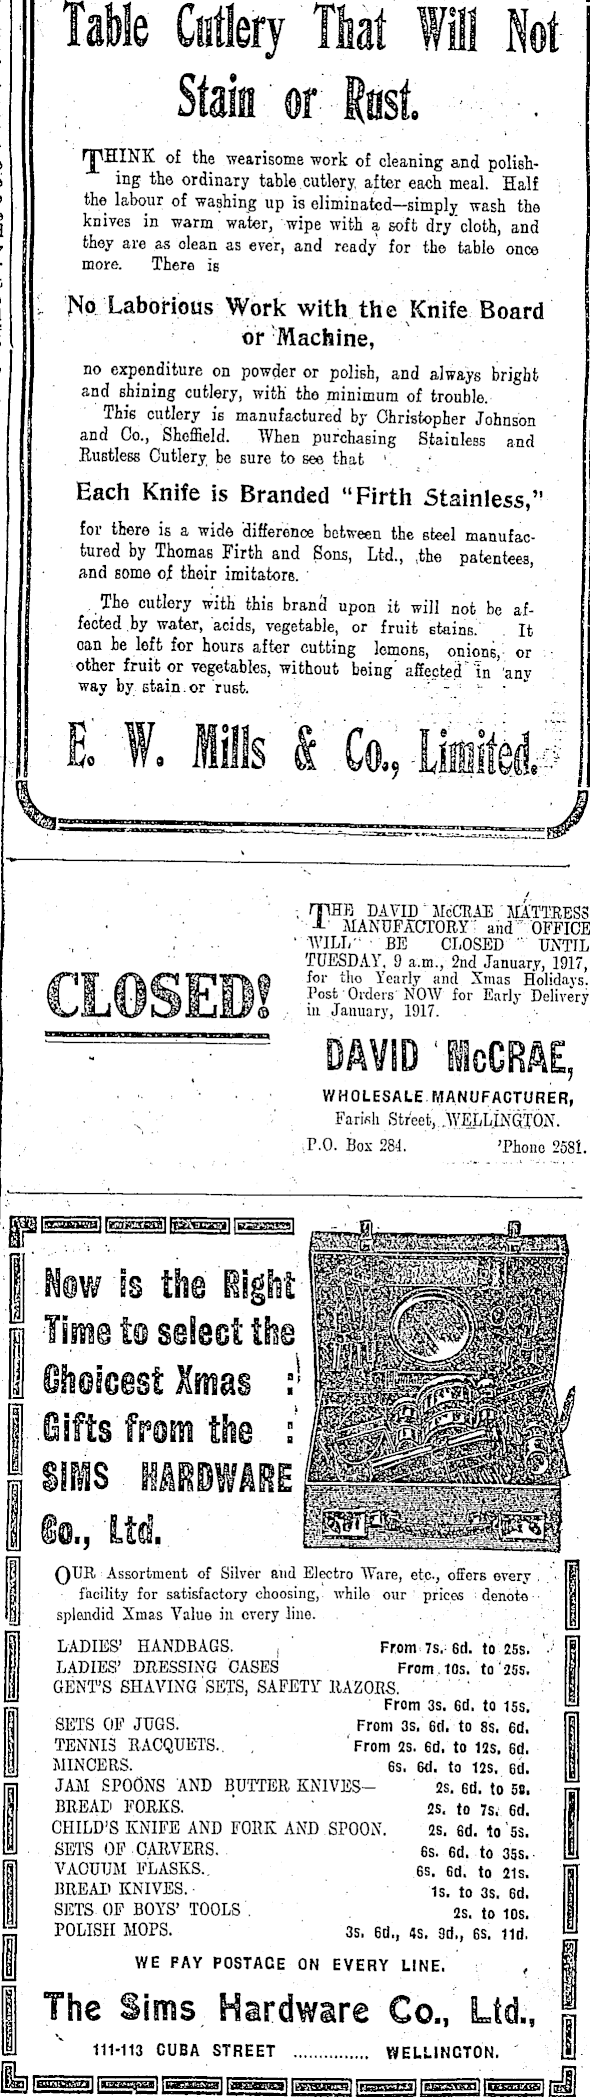 Table Cutlery That Will Not
Stain or Rust.
THINK of the wearisome work of cleaning and polish-
ing the ordinary table cutlery after each meal. Half
the labour of washing up is eliminated—simply wash the
knives in warm water, wipe with a soft dry cloth, and
they are as clean as ever, and ready for the table once
more. There is
No Laborious Work with the Knife Board
or Machine,
no expenditure on powder or polish, and always bright
and shining cutlery, with the minimum of trouble.
This cutlery is manufactured by Christopher Johnson
and Co., Sheffield. When purchasing Stainless and
Rustless Cutlery be sure to see that
Each Knife is Branded "Firth Stainless,"
for there is a wide difference between the steel manufac-
tured by Thomas Firth and Sons, Ltd., the patentees,
and some of their imitators.
The cutlery with this brand upon it will not be af-
fected by water, acids, vegetable, or fruit stains. It
can be left for hours after cutting lemons, onions, or
other fruit or vegetables, without being affected in any
way by stain or rust.
E. W. Mills & Co., Limited.
CLOSED!
THE DAVID McCRAE MATTRESS
MANUFACTORY and OFFICE
WILL BE CLOSED UNTIL
TUESDAY, 9 a.m., 2nd January, 1917,
for the Yearly and Xmas Holidays.
Post Orders NOW for Early Delivery
in January, 1917.
DAVID McCRAE,
WHOLESALE MANUFACTURER,
Farish Street, WELLINGTON.
P.O. Box 284. 'Phone 2581.
Now is the Right
Time to select the
Choicest Xmas :
Gifts from the :
SIMS HARDWARE
Co., Ltd.
OUR Assortment of Silver and Electro Ware, etc., offers every
facility for satisfactory choosing, while our prices denote
splendid Xmas Value in every line.
LADIES' HANDBAGS. From 7s. 6d. to 25s.
LADIES' DRESSING CASES From 10s. to 25s.
GENT'S SHAVING SETS, SAFETY RAZORS.
From 3s. 6d. to 15s.
SETS OF JUGS. From 3s. 6d. to 8s. 6d.
TENNIS RACQUETS. From 2s. 6d. to 12s. 6d.
MINCERS. 6s. 6d. to 12s. 6d.
JAM SPOONS AND BUTTER KNIVES— 2s. 6d. to 5s.
BREAD FORKS. 2s. to 7s. 6d.
CHILD'S KNIFE AND FORK AND SPOON. 2s. 6d. to 5s.
SETS OF CARVERS. 6s. 6d. to 35s.
VACUUM FLASKS. 6s. 6d. to 21s.
BREAD KNIVES. 1s. to 3s. 6d.
SETS OF BOYS' TOOLS 2s. to 10s.
POLISH MOPS. 3s. 6d., 4s. 9d., 6s. 11d.
WE PAY POSTAGE ON EVERY LINE.
The Sims Hardware Co., Ltd.,
111-113 CUBA STREET ............... WELLINGTON.